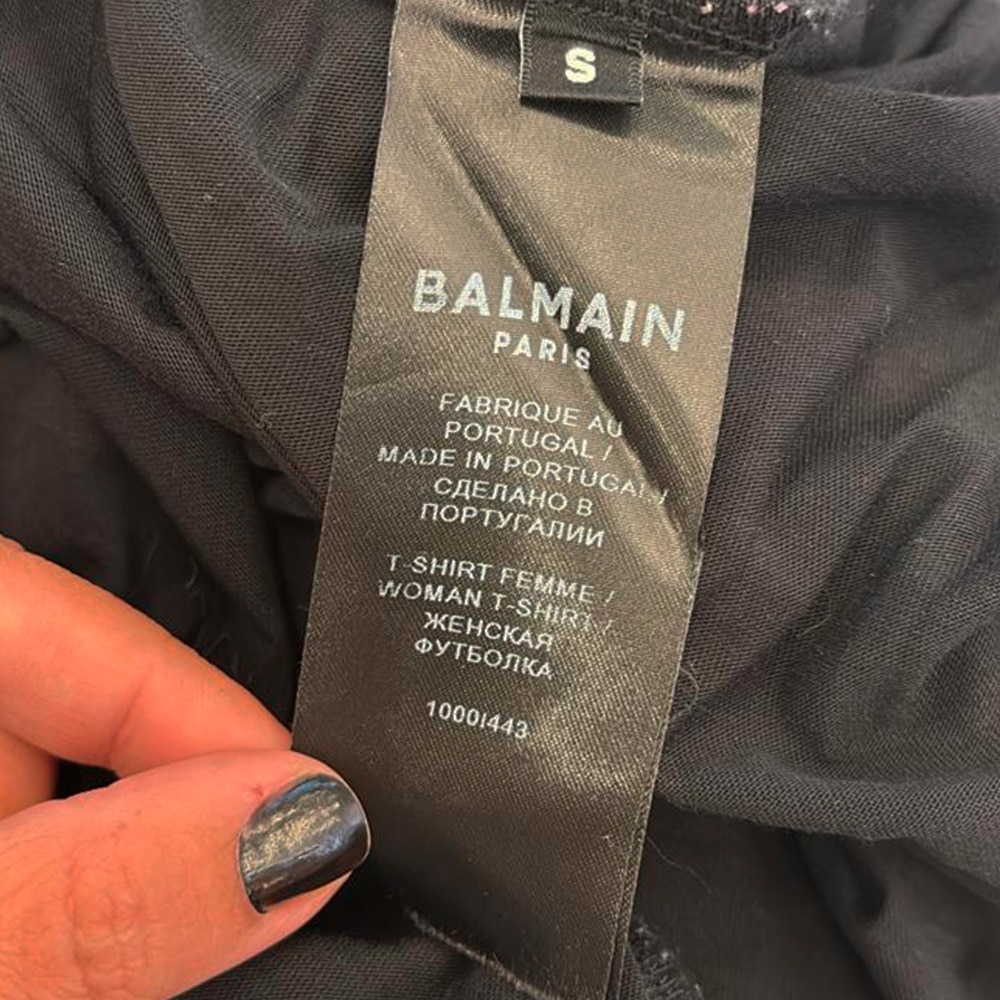 S
BALMAIN
PARIS
FABRIQUE AU
PORTUGAL /
MADE IN PORTUGAL /
СДЕЛАНО В
ПОРТУГАЛИИ
T-SHIRT FEMME /
WOMAN T-SHIRT /
ЖЕНСКАЯ
ФУТБОЛКА
1000I443